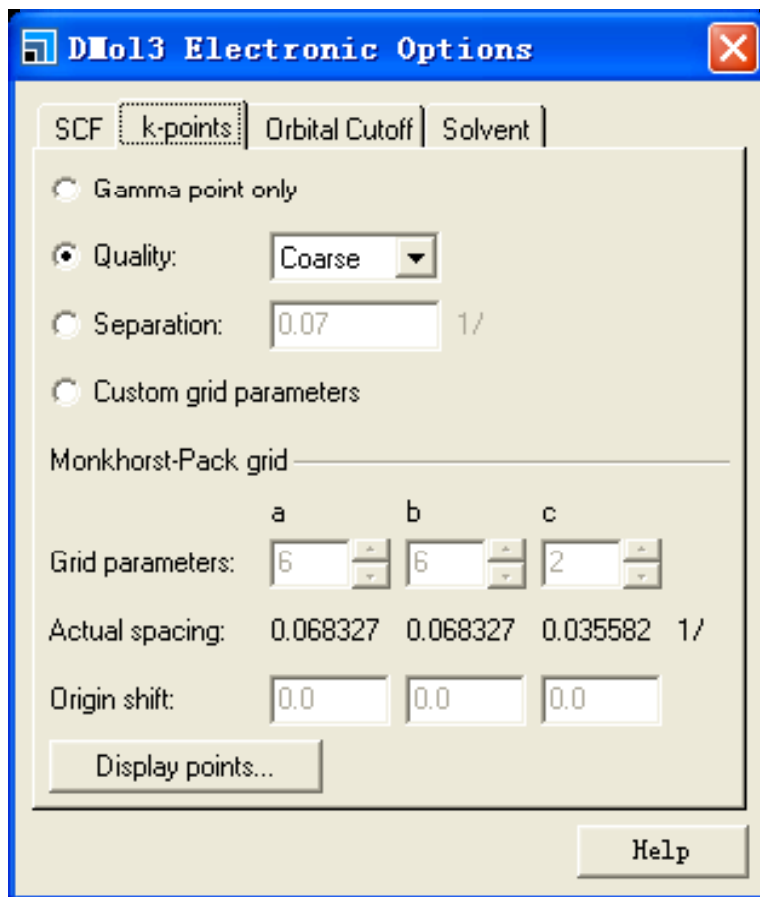 DMol3 Electronic Options
SCF k-points Orbital Cutoff Solvent
Gamma point only
Quality: Coarse
Separation: 0.07 1/
Custom grid parameters
Monkhorst-Pack grid
a b c
Grid parameters: 6 6 2
Actual spacing: 0.068327 0.068327 0.035582 1/
Origin shift: 0.0 0.0 0.0
Display points...
Help